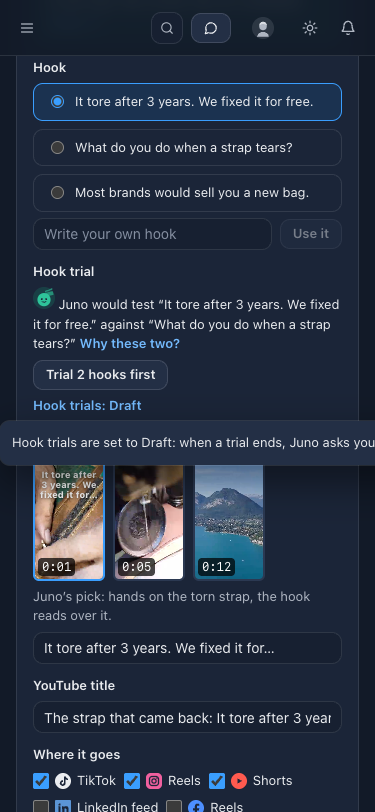 Hook
It tore after 3 years. We fixed it for free.
What do you do when a strap tears?
Most brands would sell you a new bag.
Write your own hook
Use it
Hook trial
Juno would test “It tore after 3 years. We fixed
it for free.” against “What do you do when a strap
tears?” Why these two?
Trial 2 hooks first
Hook trials: Draft
Hook trials are set to Draft: when a trial ends, Juno asks you
It tore after
3 years. We
fixed it for...
0:01
0:05
0:12
Juno’s pick: hands on the torn strap, the hook
reads over it.
It tore after 3 years. We fixed it for...
YouTube title
The strap that came back: It tore after 3 year
Where it goes
TikTok
Reels
Shorts
LinkedIn feed
Reels